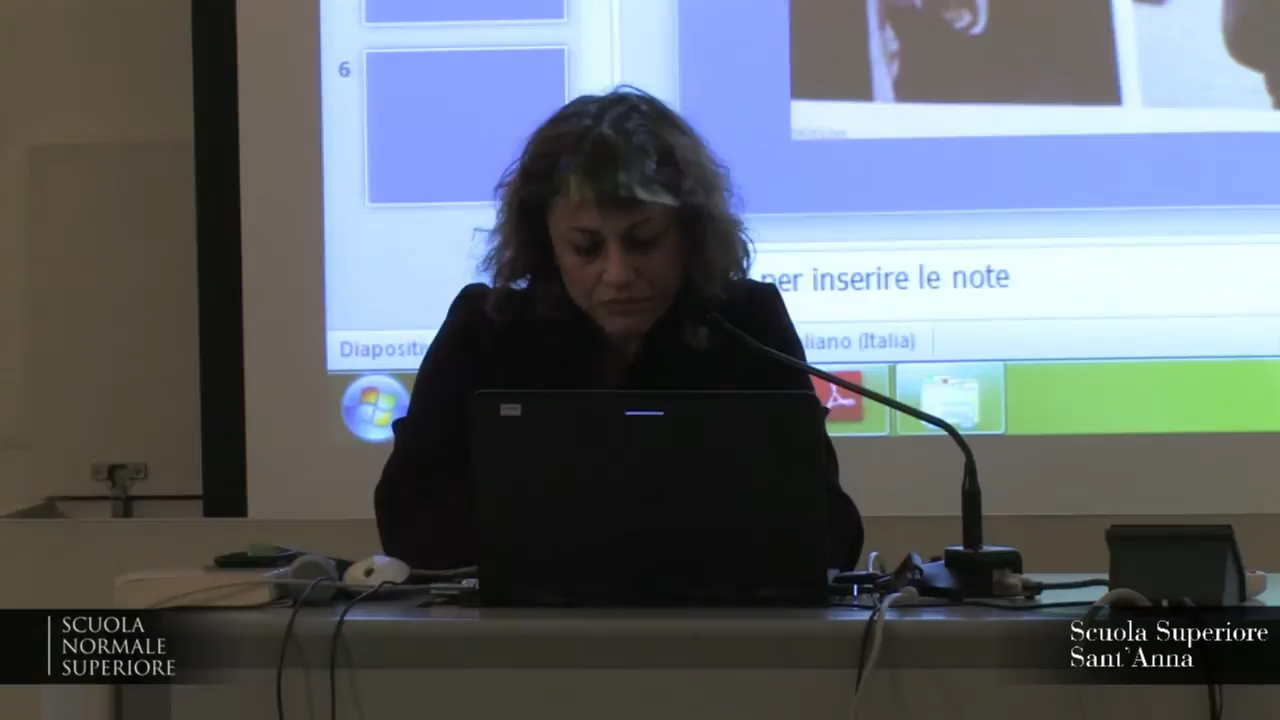 6
per inserire le note
Diaposit
liano (Italia)
SCUOLA
NORMALE
SUPERIORE
Scuola Superiore
Sant'Anna